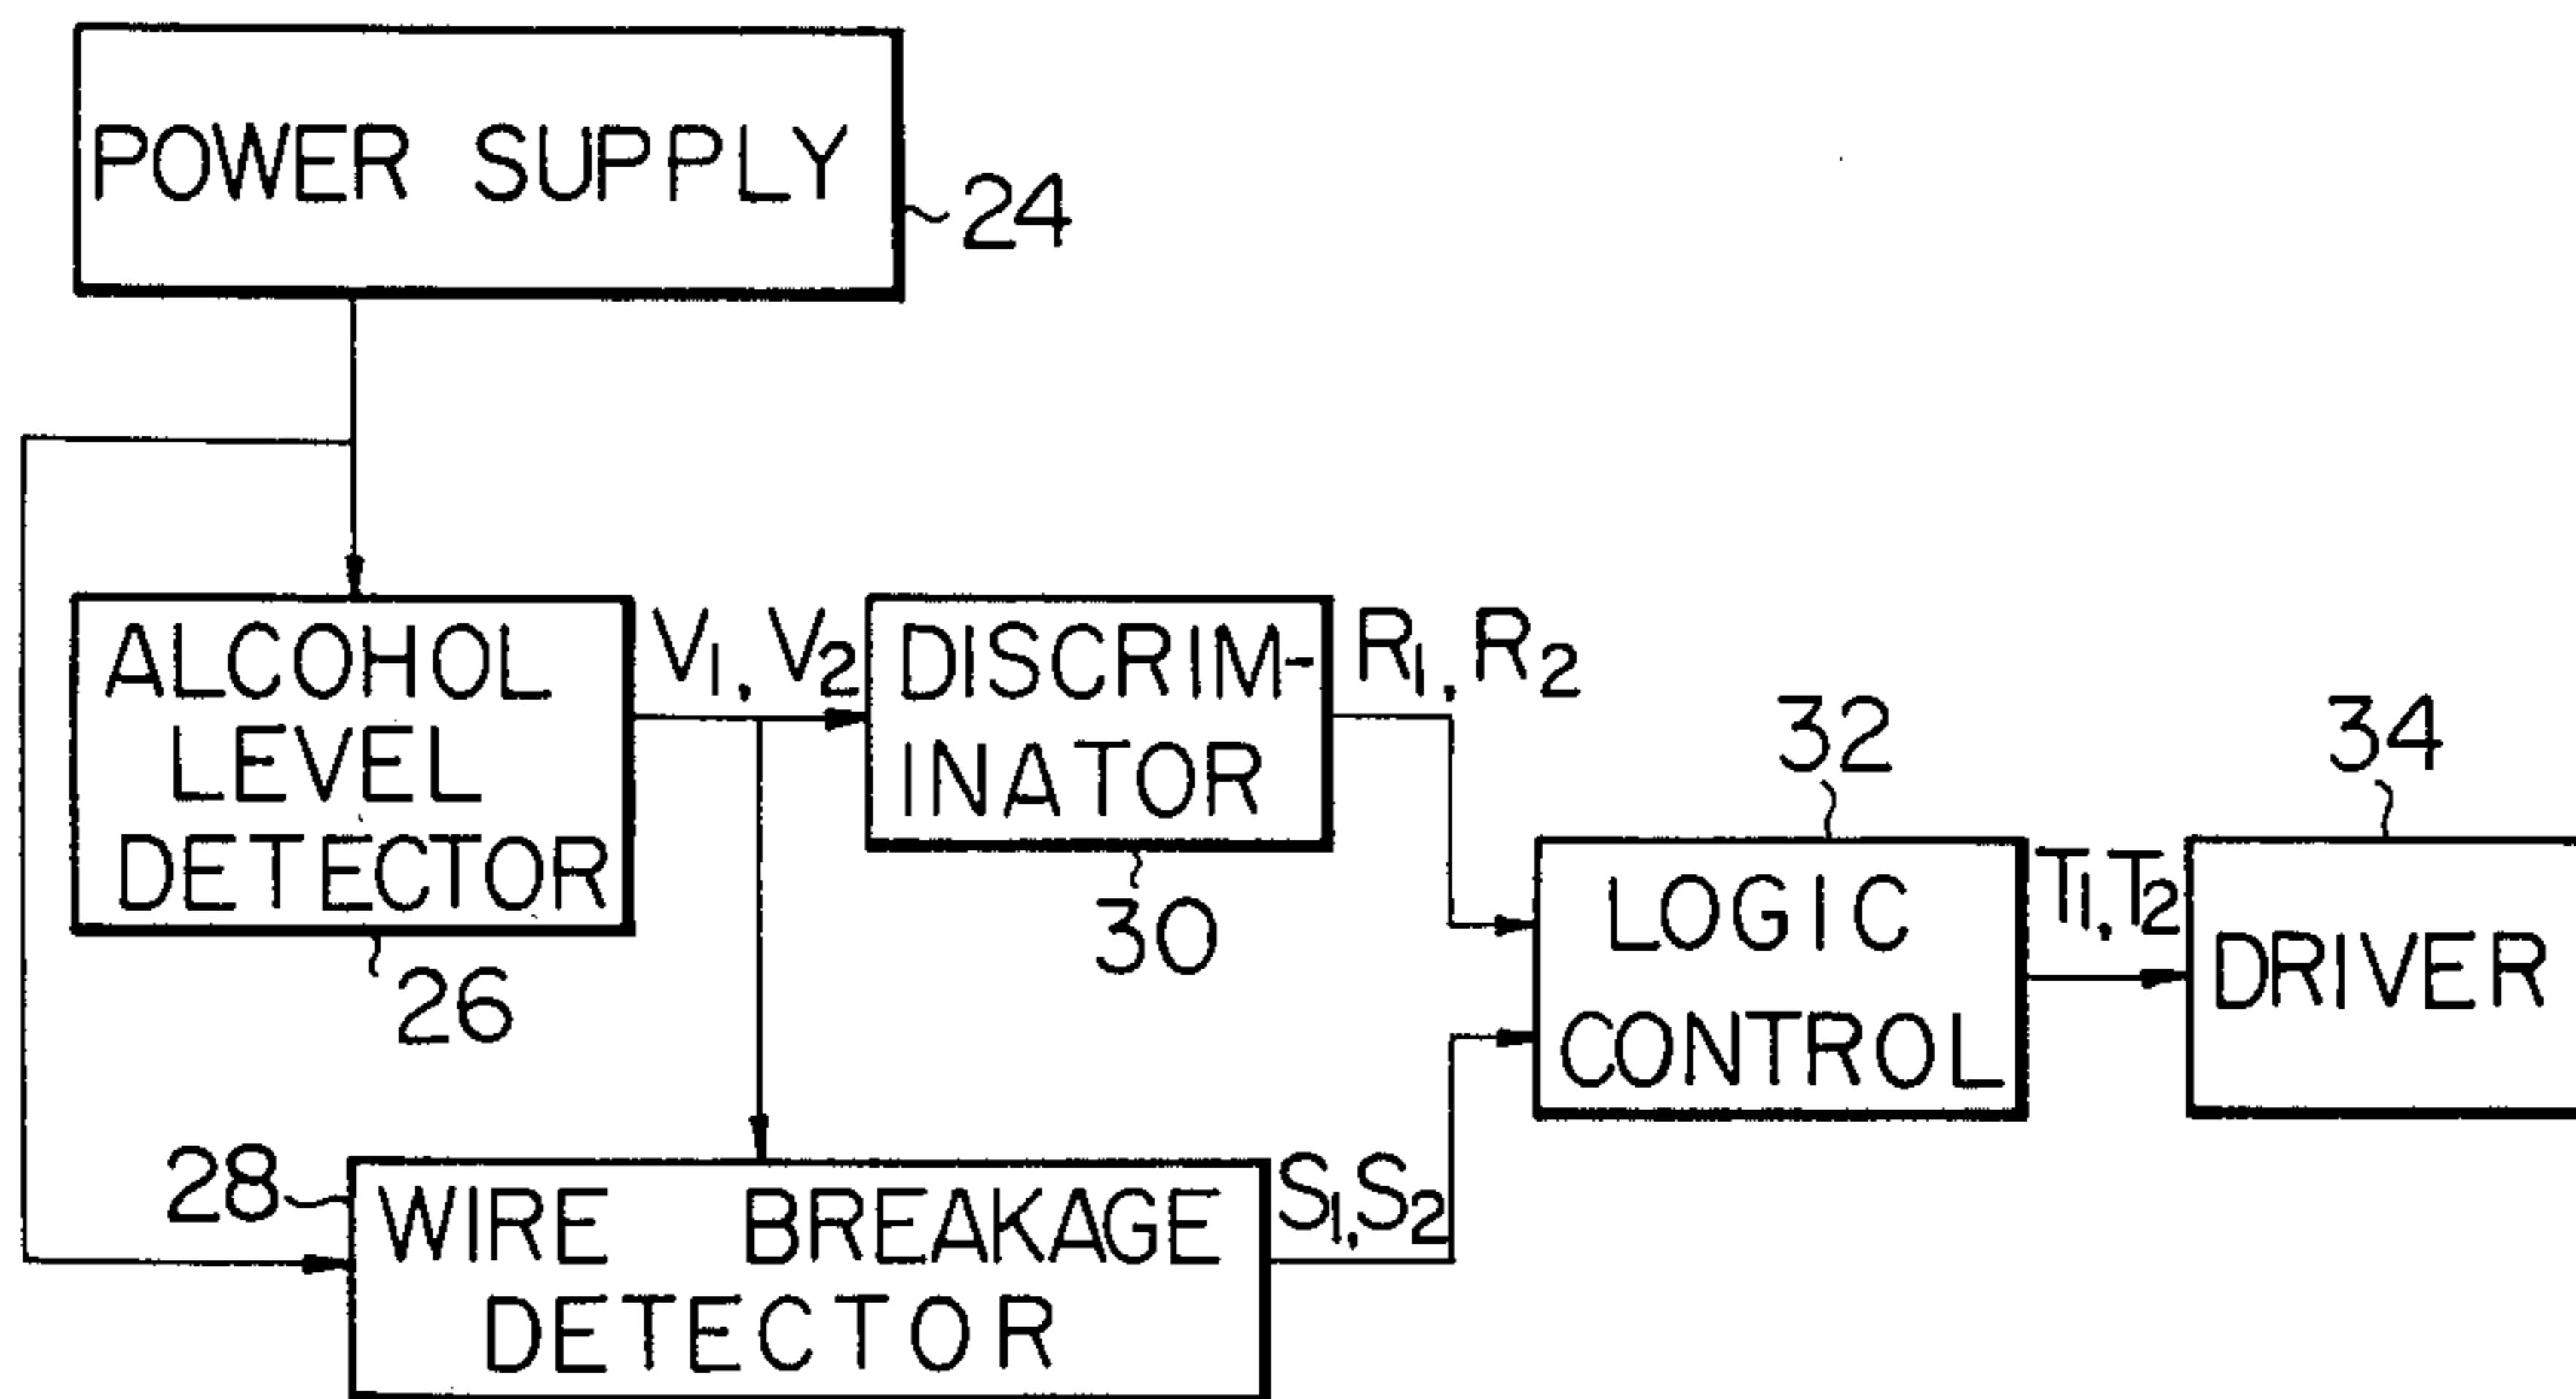 POWER SUPPLY
24
ALCOHOL
LEVEL
DETECTOR
26
V₁, V₂
DISCRIM-
INATOR
30
R₁, R₂
32
LOGIC
CONTROL
T₁, T₂
34
DRIVER
28
WIRE BREAKAGE
DETECTOR
S₁, S₂